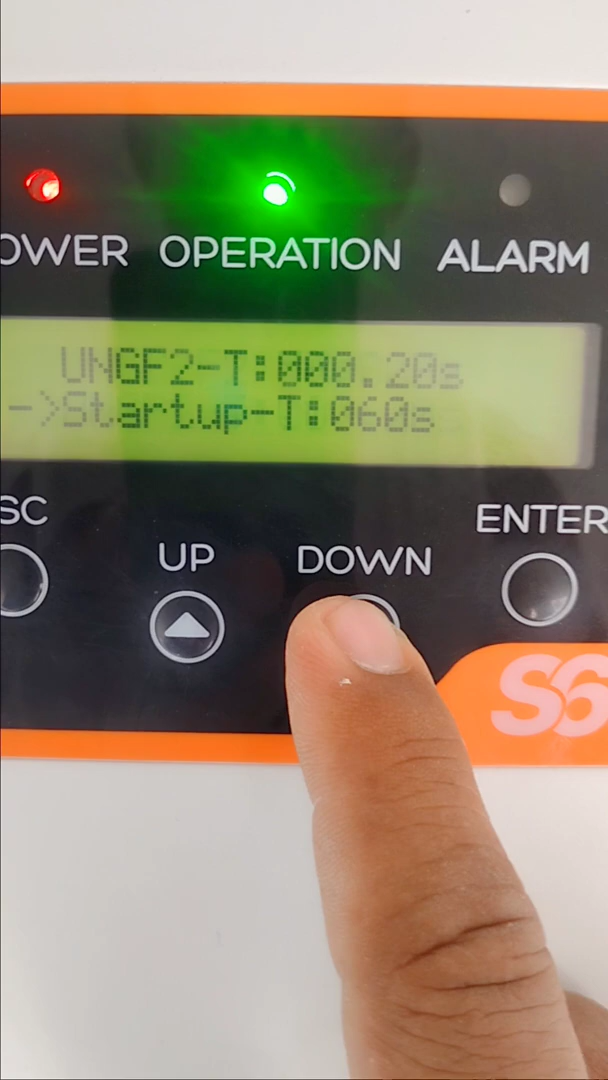 OWER OPERATION ALARM
UNGF2-T:000.20s
->Startup-T:060s
SC UP DOWN ENTER
S6